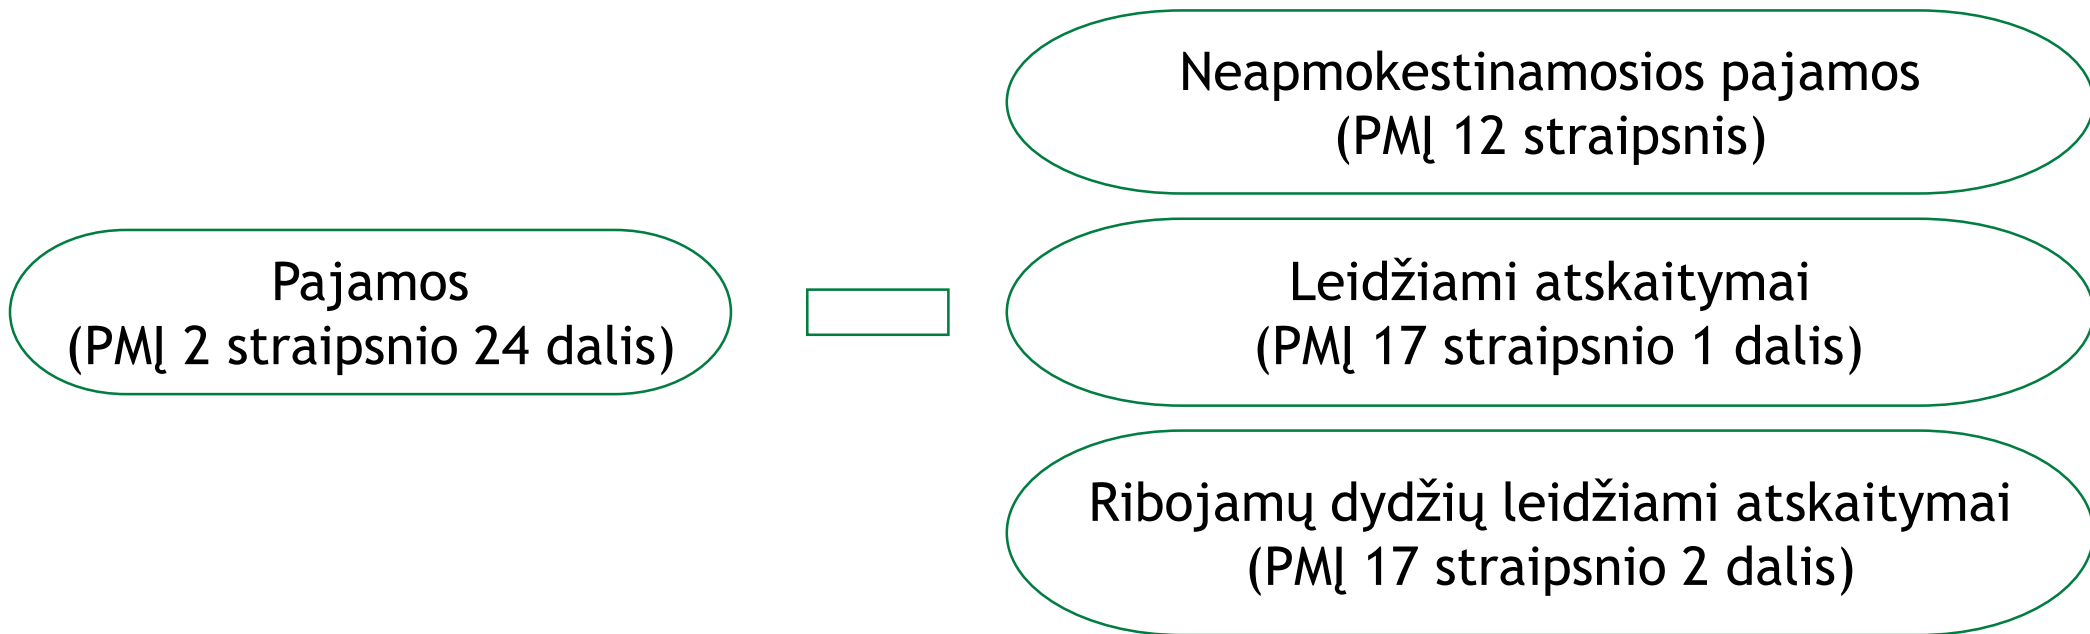 Neapmokestinamosios pajamos
(PMĮ 12 straipsnis)
Pajamos
(PMĮ 2 straipsnio 24 dalis)
Leidžiami atskaitymai
(PMĮ 17 straipsnio 1 dalis)
Ribojamų dydžių leidžiami atskaitymai
(PMĮ 17 straipsnio 2 dalis)